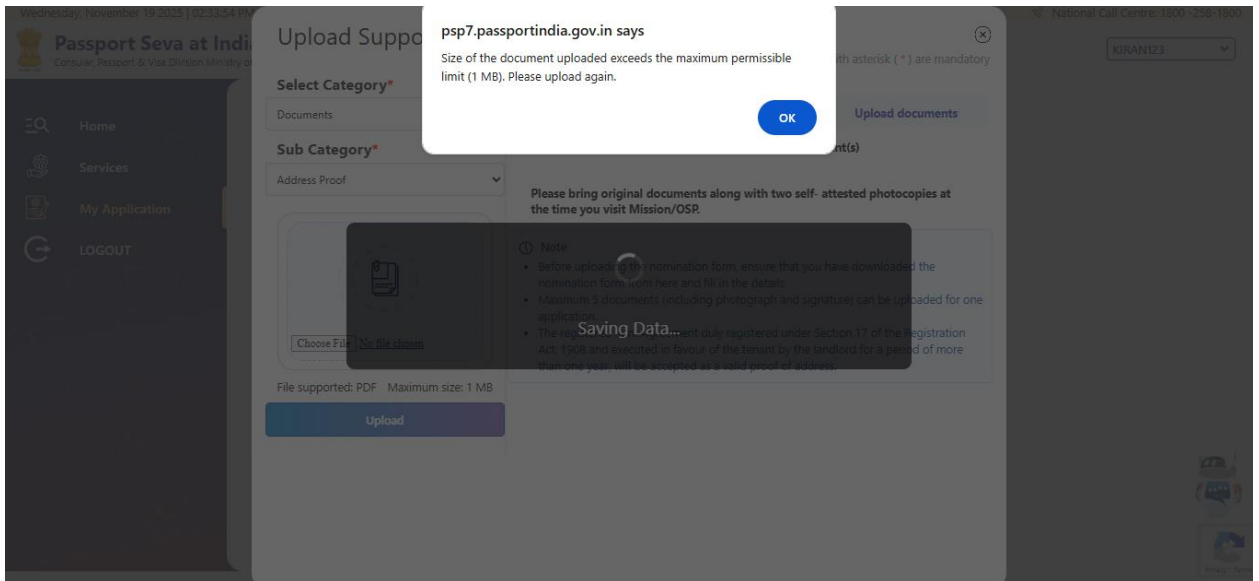 Wednesday, November 19 2025 | 02:33:54 PM
National Call Centre: 1800 -258-1800
Passport Seva at Indi
Consular, Passport & Visa Division Ministry o
KIRAN123
Home
Services
My Application
LOGOUT
Upload Suppo
ith asterisk ( * ) are mandatory
psp7.passportindia.gov.in says
Size of the document uploaded exceeds the maximum permissible
limit (1 MB). Please upload again.
OK
Select Category*
Documents
Upload documents
Sub Category*
nt(s)
Address Proof
Please bring original documents along with two self- attested photocopies at
the time you visit Mission/OSP.
Note
Before uploading the nomination form, ensure that you have downloaded the
nomination form from here and fill in the details.
Maximum 5 documents (including photograph and signature) can be uploaded for one
application.
The registered rent agreement duly registered under Section 17 of the Registration
Act, 1908 and executed in favour of the tenant by the landlord for a period of more
than one year, will be accepted as a valid proof of address.
Saving Data...
Choose File No file chosen
File supported: PDF Maximum size: 1 MB
Upload